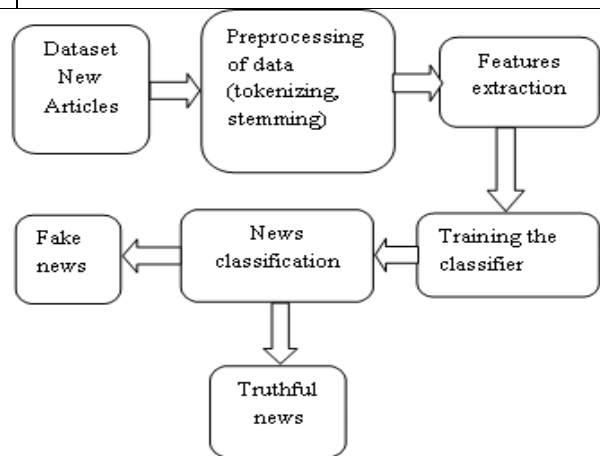 Dataset
New
Articles
Preprocessing
of data
(tokenizing,
stemming)
Features
extraction
Training the
classifier
News
classification
Fake
news
Truthful
news